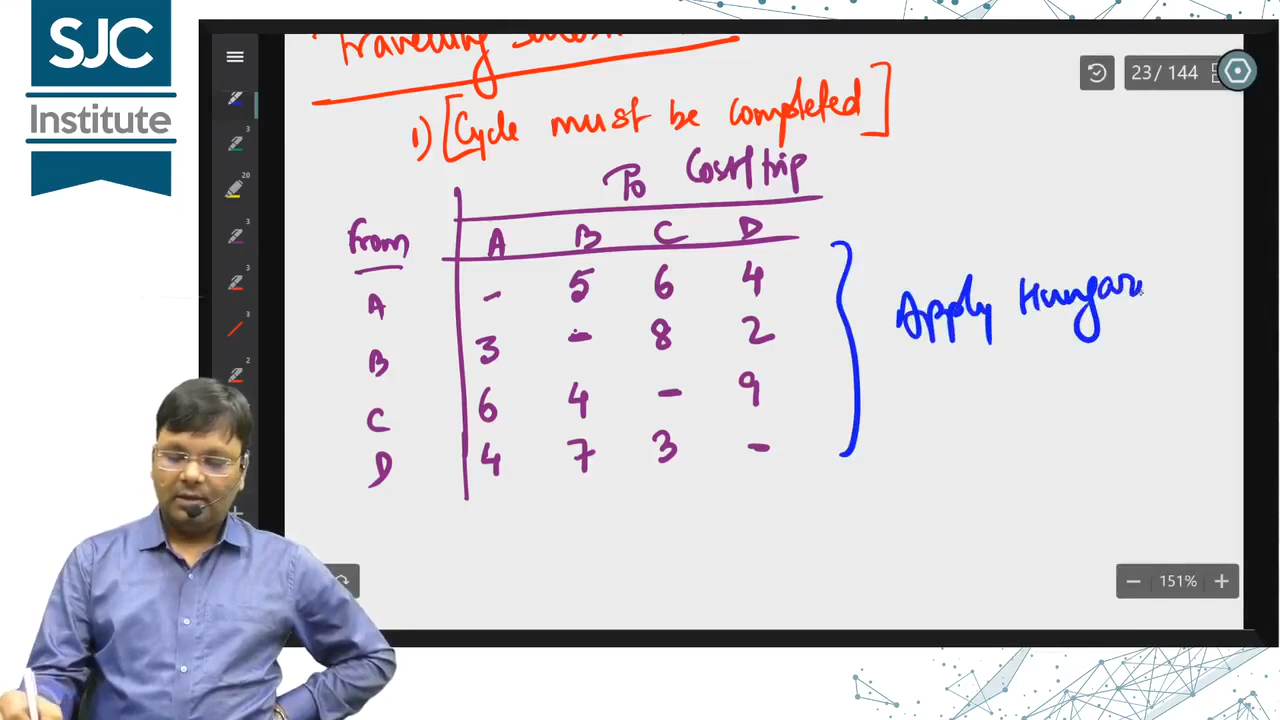 SJC
Institute
Travelling
1) [Cycle must be completed]
To Cost/trip
From A B C D
A - 5 6 4
B 3 - 8 2
C 6 4 - 9
D 4 7 3 -
Apply Hungar
23 / 144
151%